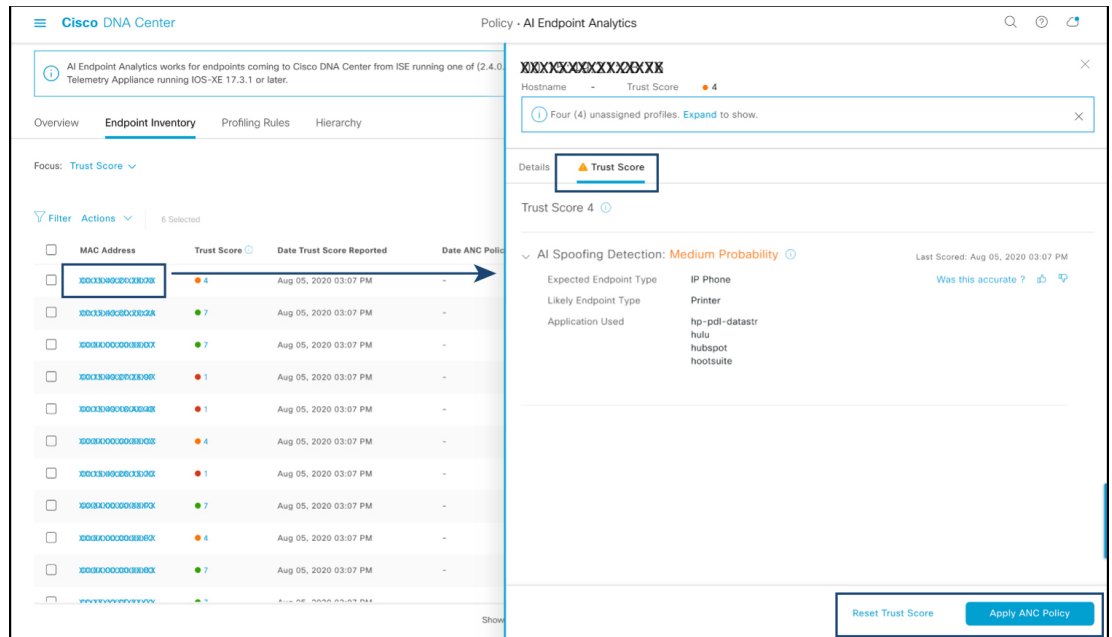 Cisco DNA Center
Policy · AI Endpoint Analytics
AI Endpoint Analytics works for endpoints coming to Cisco DNA Center from ISE running one of (2.4.0.
Telemetry Appliance running IOS-XE 17.3.1 or later.
Overview Endpoint Inventory Profiling Rules Hierarchy
Focus: Trust Score
Filter Actions 6 Selected
MAC Address Trust Score Date Trust Score Reported Date ANC Polic
4 Aug 05, 2020 03:07 PM -
7 Aug 05, 2020 03:07 PM -
7 Aug 05, 2020 03:07 PM -
1 Aug 05, 2020 03:07 PM -
1 Aug 05, 2020 03:07 PM -
4 Aug 05, 2020 03:07 PM -
1 Aug 05, 2020 03:07 PM -
7 Aug 05, 2020 03:07 PM -
4 Aug 05, 2020 03:07 PM -
7 Aug 05, 2020 03:07 PM -
Show
Hostname - Trust Score 4
Four (4) unassigned profiles. Expand to show.
Details Trust Score
Trust Score 4
AI Spoofing Detection: Medium Probability Last Scored: Aug 05, 2020 03:07 PM
Expected Endpoint Type IP Phone Was this accurate ?
Likely Endpoint Type Printer
Application Used hp-pdl-datastr
hulu
hubspot
hootsuite
Reset Trust Score Apply ANC Policy